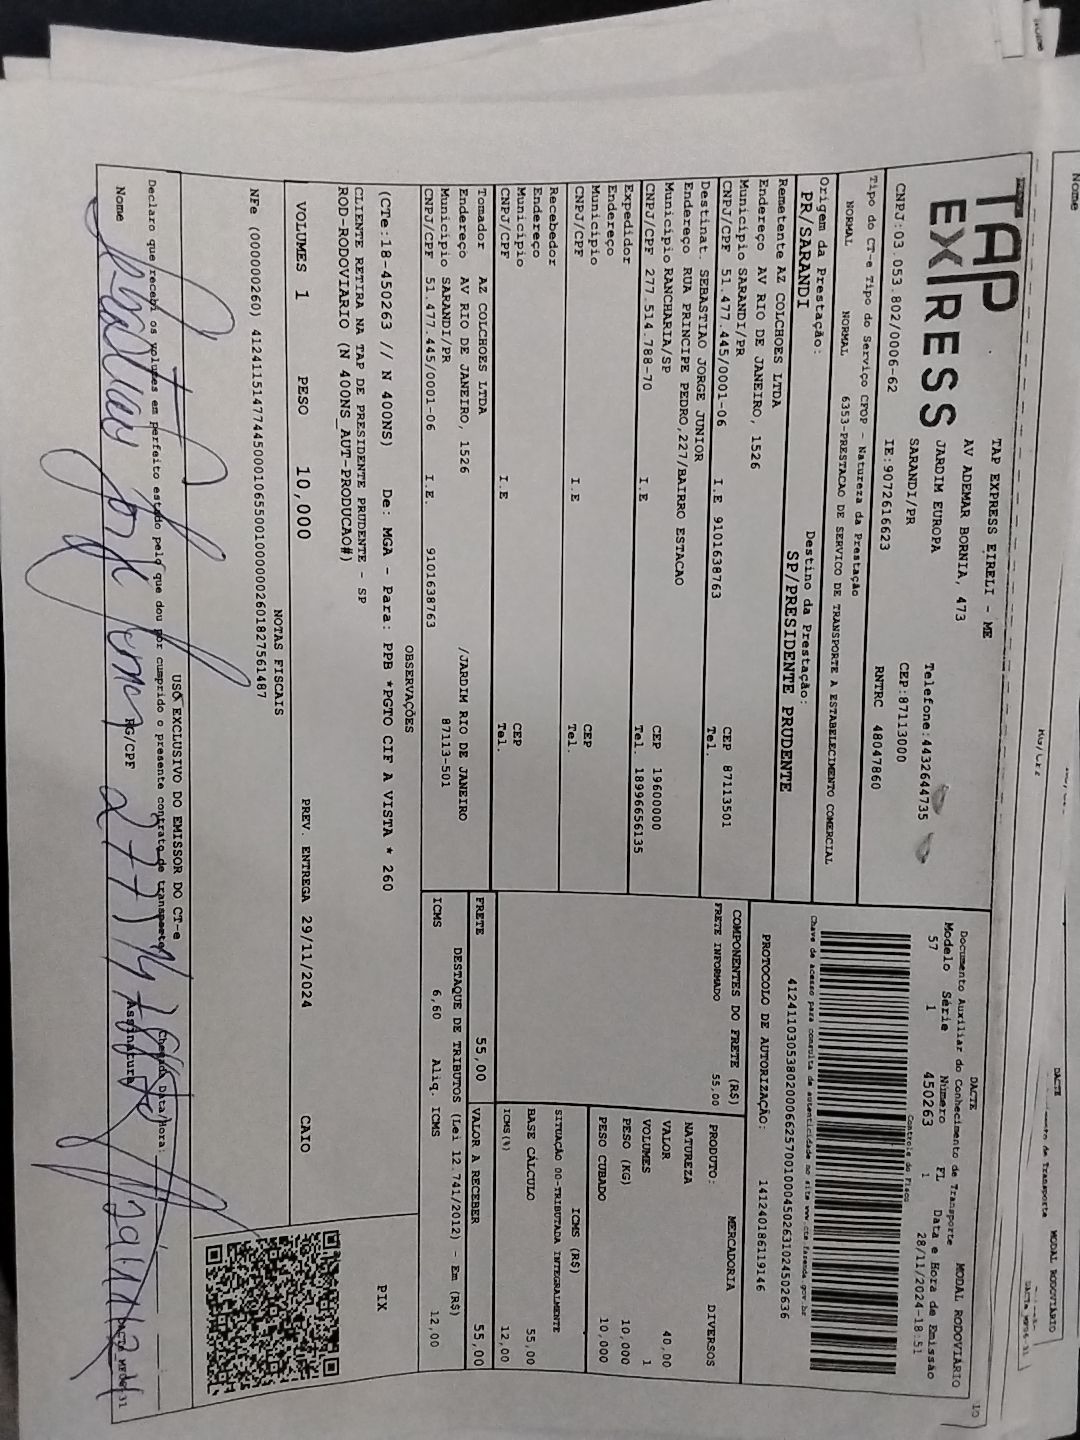 TAP EXPRESS
TAP EXPRESS EIRELI - ME
AV ADEMAR BORNIA, 473
JARDIM EUROPA
SARANDI/PR
Telefone:4432644735
CEP:87113000
CNPJ:03.053.802/0006-62 IE:9072616623 RNTRC 48047860
Tipo do CT-e Tipo do Serviço CFOP - Natureza da Prestação
NORMAL NORMAL 6353-PRESTACAO DE SERVICO DE TRANSPORTE A ESTABELECIMENTO COMERCIAL
Origem da Prestação: Destino da Prestação:
PR/SARANDI SP/PRESIDENTE PRUDENTE
Remetente AZ COLCHOES LTDA
Endereço AV RIO DE JANEIRO, 1526
Municipio SARANDI/PR CEP 87113501
CNPJ/CPF 51.477.445/0001-06 I.E 9101638763 Tel.
Destinat. SEBASTIAO JORGE JUNIOR
Endereço RUA PRINCIPE PEDRO,227/BAIRRO ESTACAO
Municipio RANCHARIA/SP CEP 19600000
CNPJ/CPF 277.514.788-70 I.E Tel. 18996656135
Expedidor
Endereço
Municipio CEP
CNPJ/CPF I.E Tel.
Recebedor
Endereço
Municipio CEP
CNPJ/CPF I.E Tel.
Tomador AZ COLCHOES LTDA
Endereço AV RIO DE JANEIRO, 1526 /JARDIM RIO DE JANEIRO
Municipio SARANDI/PR 87113-501
CNPJ/CPF 51.477.445/0001-06 I.E 9101638763
DACTE MODAL RODOVIÁRIO
Documento Auxiliar do Conhecimento de Transporte
Modelo Série Número FL Data e Hora de Emissão
57 1 450263 1 28/11/2024-18:51
Controle do Fisco
Chave de acesso para consulta de autenticidade no site www.cte.fazenda.gov.br
41241103053802000662570010004502631024502636
PROTOCOLO DE AUTORIZAÇÃO: 141240186119146
COMPONENTES DO FRETE (R$)
FRETE INFORMADO 55,00
MERCADORIA
PRODUTO: DIVERSOS
NATUREZA
VALOR 40,00
VOLUMES 1
PESO (KG) 10,000
PESO CUBADO 10,000
ICMS (R$)
SITUAÇÃO 00-TRIBUTADA INTEGRALMENTE
BASE CÁLCULO 55,00
ICMS(%) 12,00
FRETE 55,00 VALOR A RECEBER 55,00
DESTAQUE DE TRIBUTOS (Lei 12.741/2012) - Em (R$)
ICMS 6,60 Aliq. ICMS 12,00
OBSERVAÇÕES
(CTe:18-450263 // N 400NS) De: MGA - Para: PPB *PGTO CIF A VISTA * 260
CLIENTE RETIRA NA TAP DE PRESIDENTE PRUDENTE - SP
ROD-RODOVIARIO (N 400NS_AUT-PRODUCAO#)
PIX
VOLUMES 1 PESO 10,000 PREV. ENTREGA 29/11/2024 CAIO
NOTAS FISCAIS
NFe (000000260) 41241151477445000106550010000002601827561487
USO EXCLUSIVO DO EMISSOR DO CT-e
Declaro que recebi os volumes em perfeito estado pelo que dou por cumprido o presente contrato de transporte Chegada Data/Hora:
Nome RG/CPF Assinatura